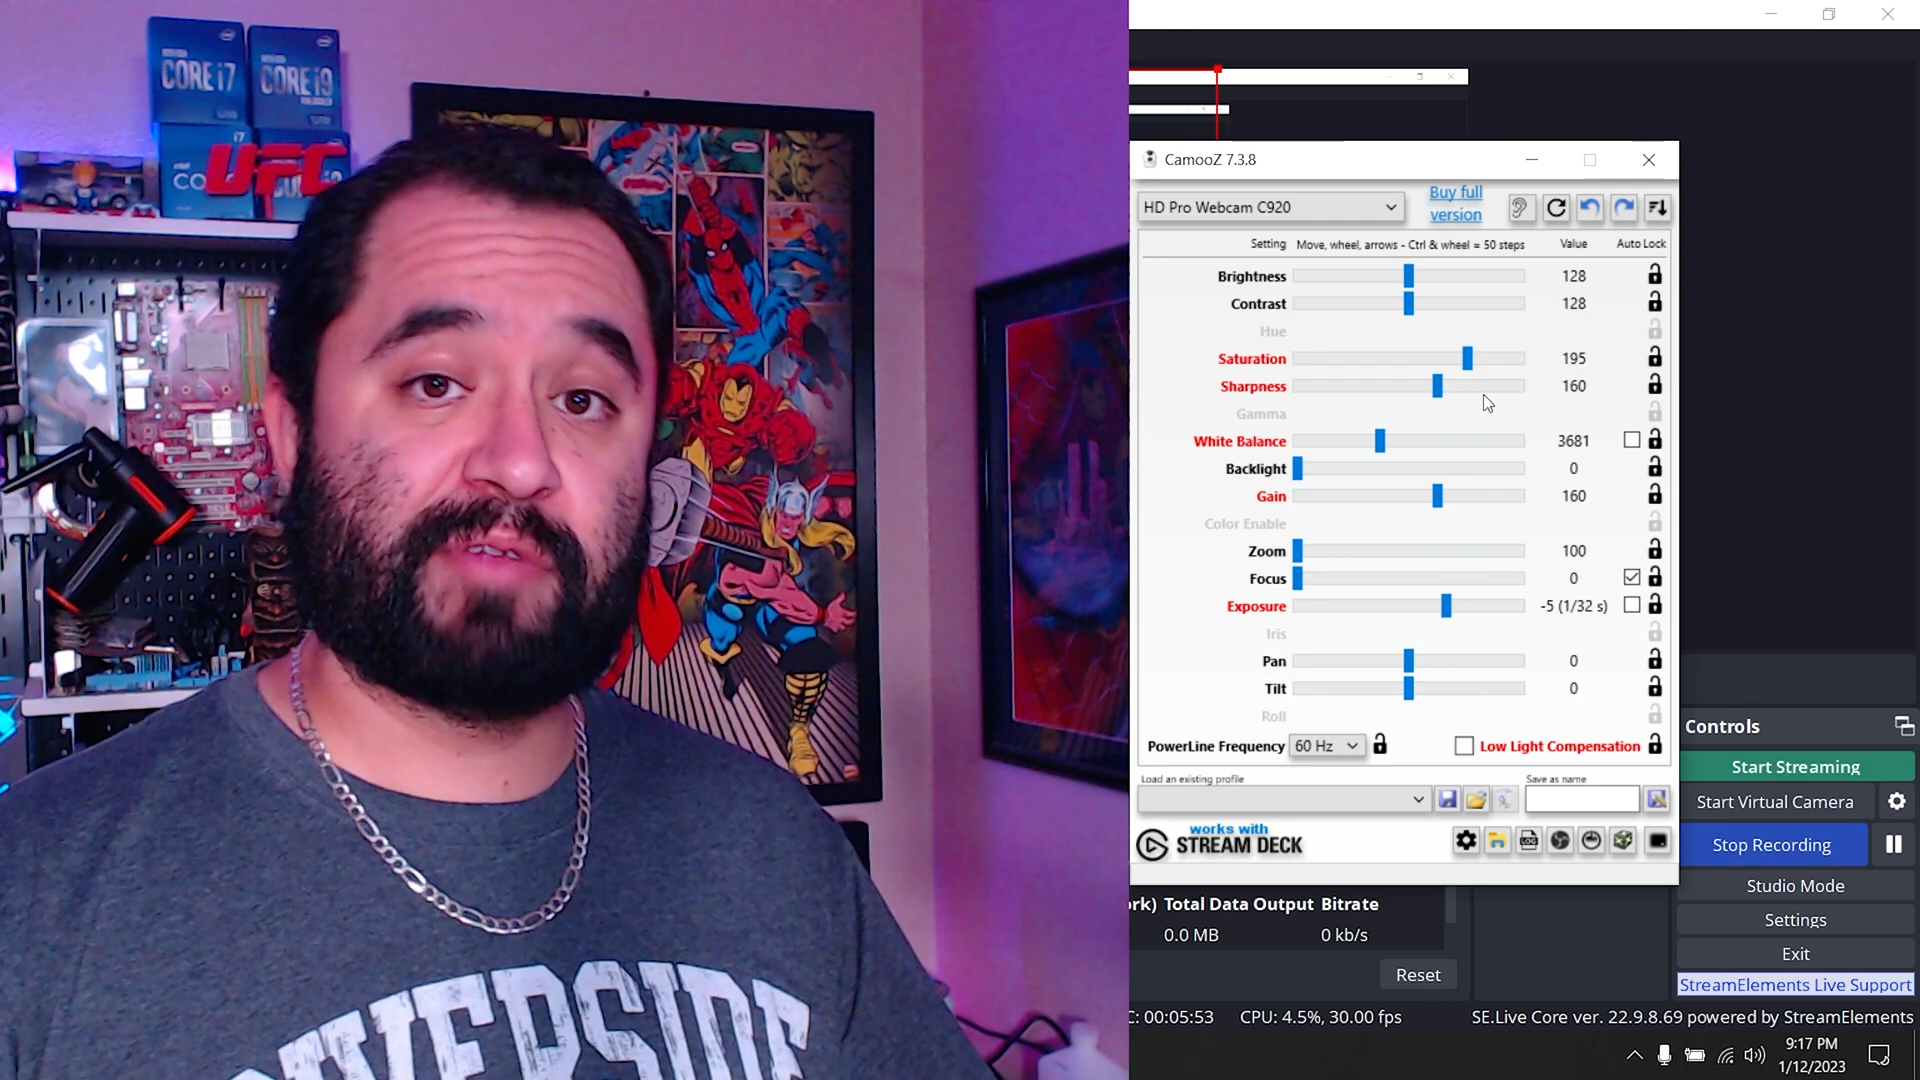 CORE i7
CORE i9
i7
UFC
CO
VERSIDE
CamooZ 7.3.8
HD Pro Webcam C920
Buy full
version
Setting Move, wheel, arrows - Ctrl & wheel = 50 steps Value Auto Lock
Brightness 128
Contrast 128
Hue
Saturation 195
Sharpness 160
Gamma
White Balance 3681
Backlight 0
Gain 160
Color Enable
Zoom 100
Focus 0
Exposure -5 (1/32 s)
Iris
Pan 0
Tilt 0
Roll
PowerLine Frequency 60 Hz Low Light Compensation
Load an existing profile Save as name
works with
STREAM DECK
LOG
Controls
Start Streaming
Start Virtual Camera
Stop Recording
Studio Mode
Settings
Exit
StreamElements Live Support
rk) Total Data Output Bitrate
0.0 MB 0 kb/s
Reset
C: 00:05:53 CPU: 4.5%, 30.00 fps SE.Live Core ver. 22.9.8.69 powered by StreamElements
9:17 PM
1/12/2023